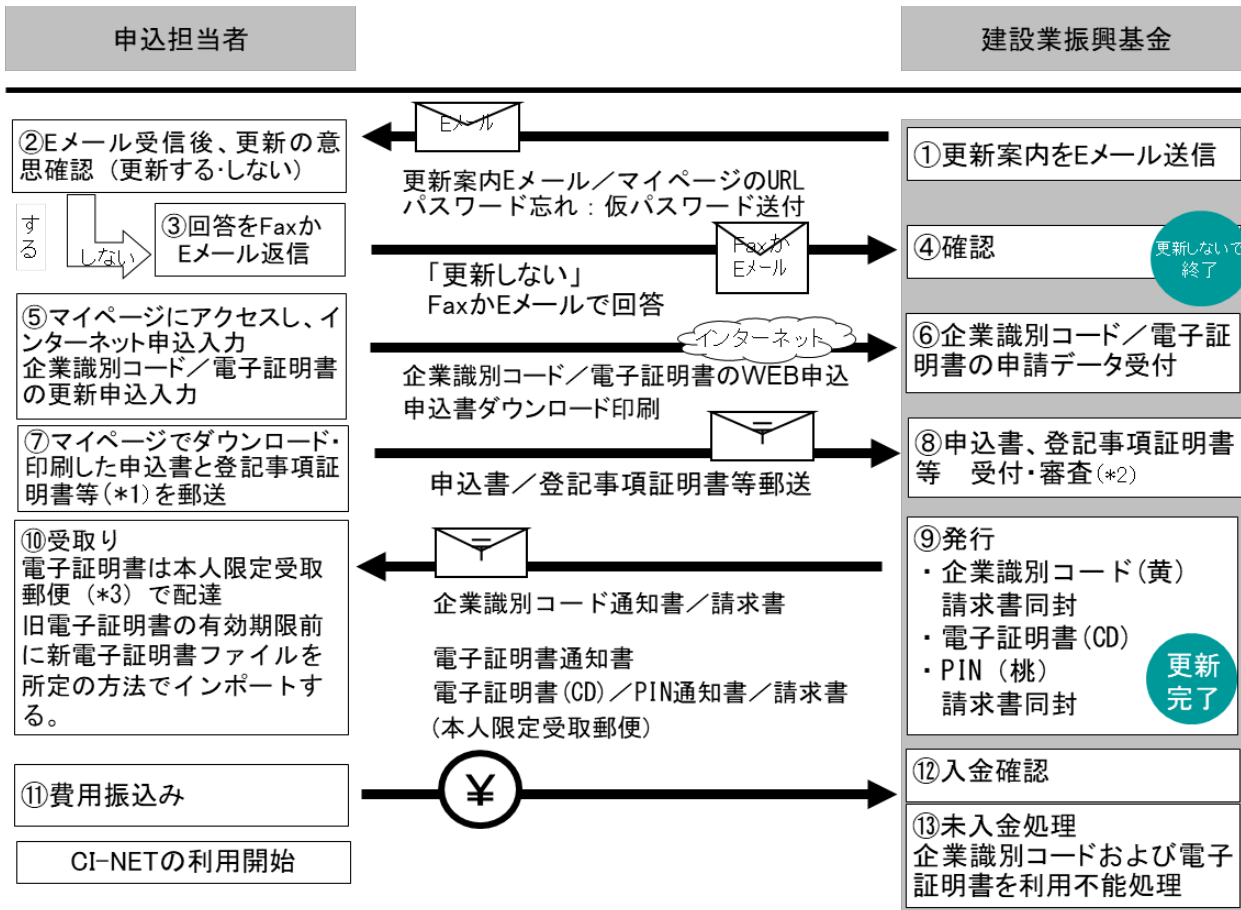 申込担当者
建設業振興基金
Eメール
②Eメール受信後、更新の意
思確認（更新する･しない）
①更新案内をEメール送信
更新案内Eメール／マイページのURL
パスワード忘れ：仮パスワード送付
する
しない
③回答をFaxか
Eメール返信
Faxか
Eメール
④確認
更新しないで
終了
「更新しない」
FaxかEメールで回答
⑤マイページにアクセスし、イ
ンターネット申込入力
企業識別コード／電子証明書
の更新申込入力
インターネット
⑥企業識別コード／電子証
明書の申請データ受付
企業識別コード／電子証明書のWEB申込
申込書ダウンロード印刷
⑦マイページでダウンロード・
印刷した申込書と登記事項証
明書等(*1)を郵送
〒
⑧申込書、登記事項証明書
等　受付・審査(*2)
申込書／登記事項証明書等郵送
⑩受取り
電子証明書は本人限定受取
郵便（*3）で配達
旧電子証明書の有効期限前
に新電子証明書ファイルを
所定の方法でインポートす
る。
〒
企業識別コード通知書／請求書
電子証明書通知書
電子証明書(CD)／PIN通知書／請求書
(本人限定受取郵便)
⑨発行
・企業識別コード(黄)
請求書同封
・電子証明書(CD)
・PIN（桃）
請求書同封
更新
完了
⑪費用振込み
¥
⑫入金確認
⑬未入金処理
企業識別コードおよび電子
証明書を利用不能処理
CI-NETの利用開始